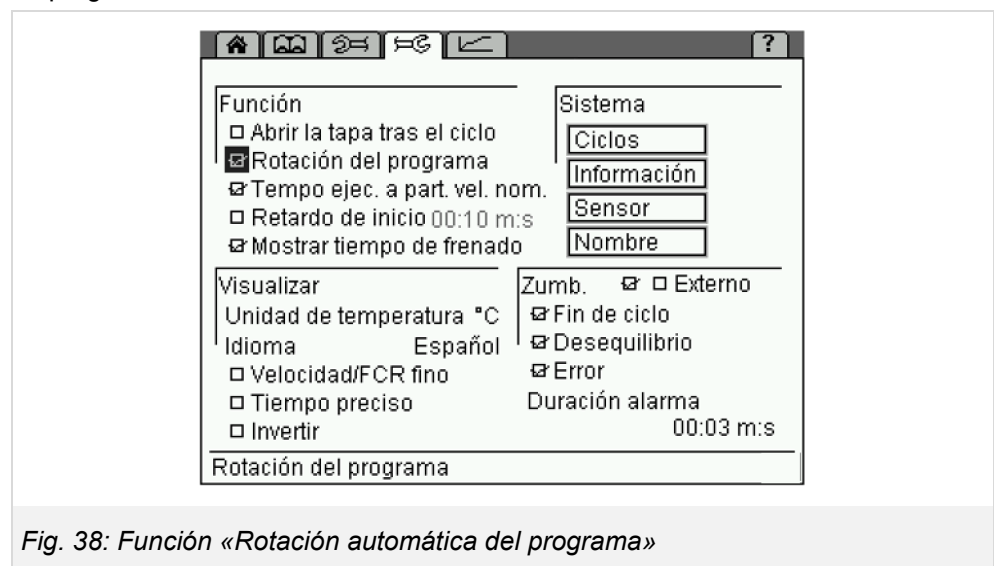 ?
Función
Abrir la tapa tras el ciclo
Rotación del programa
Tempo ejec. a part. vel. nom.
Retardo de inicio 00:10 m:s
Mostrar tiempo de frenado
Sistema
Ciclos
Información
Sensor
Nombre
Visualizar
Unidad de temperatura °C
Idioma Español
Velocidad/FCR fino
Tiempo preciso
Invertir
Zumb. Externo
Fin de ciclo
Desequilibrio
Error
Duración alarma
00:03 m:s
Rotación del programa
Fig. 38: Función «Rotación automática del programa»